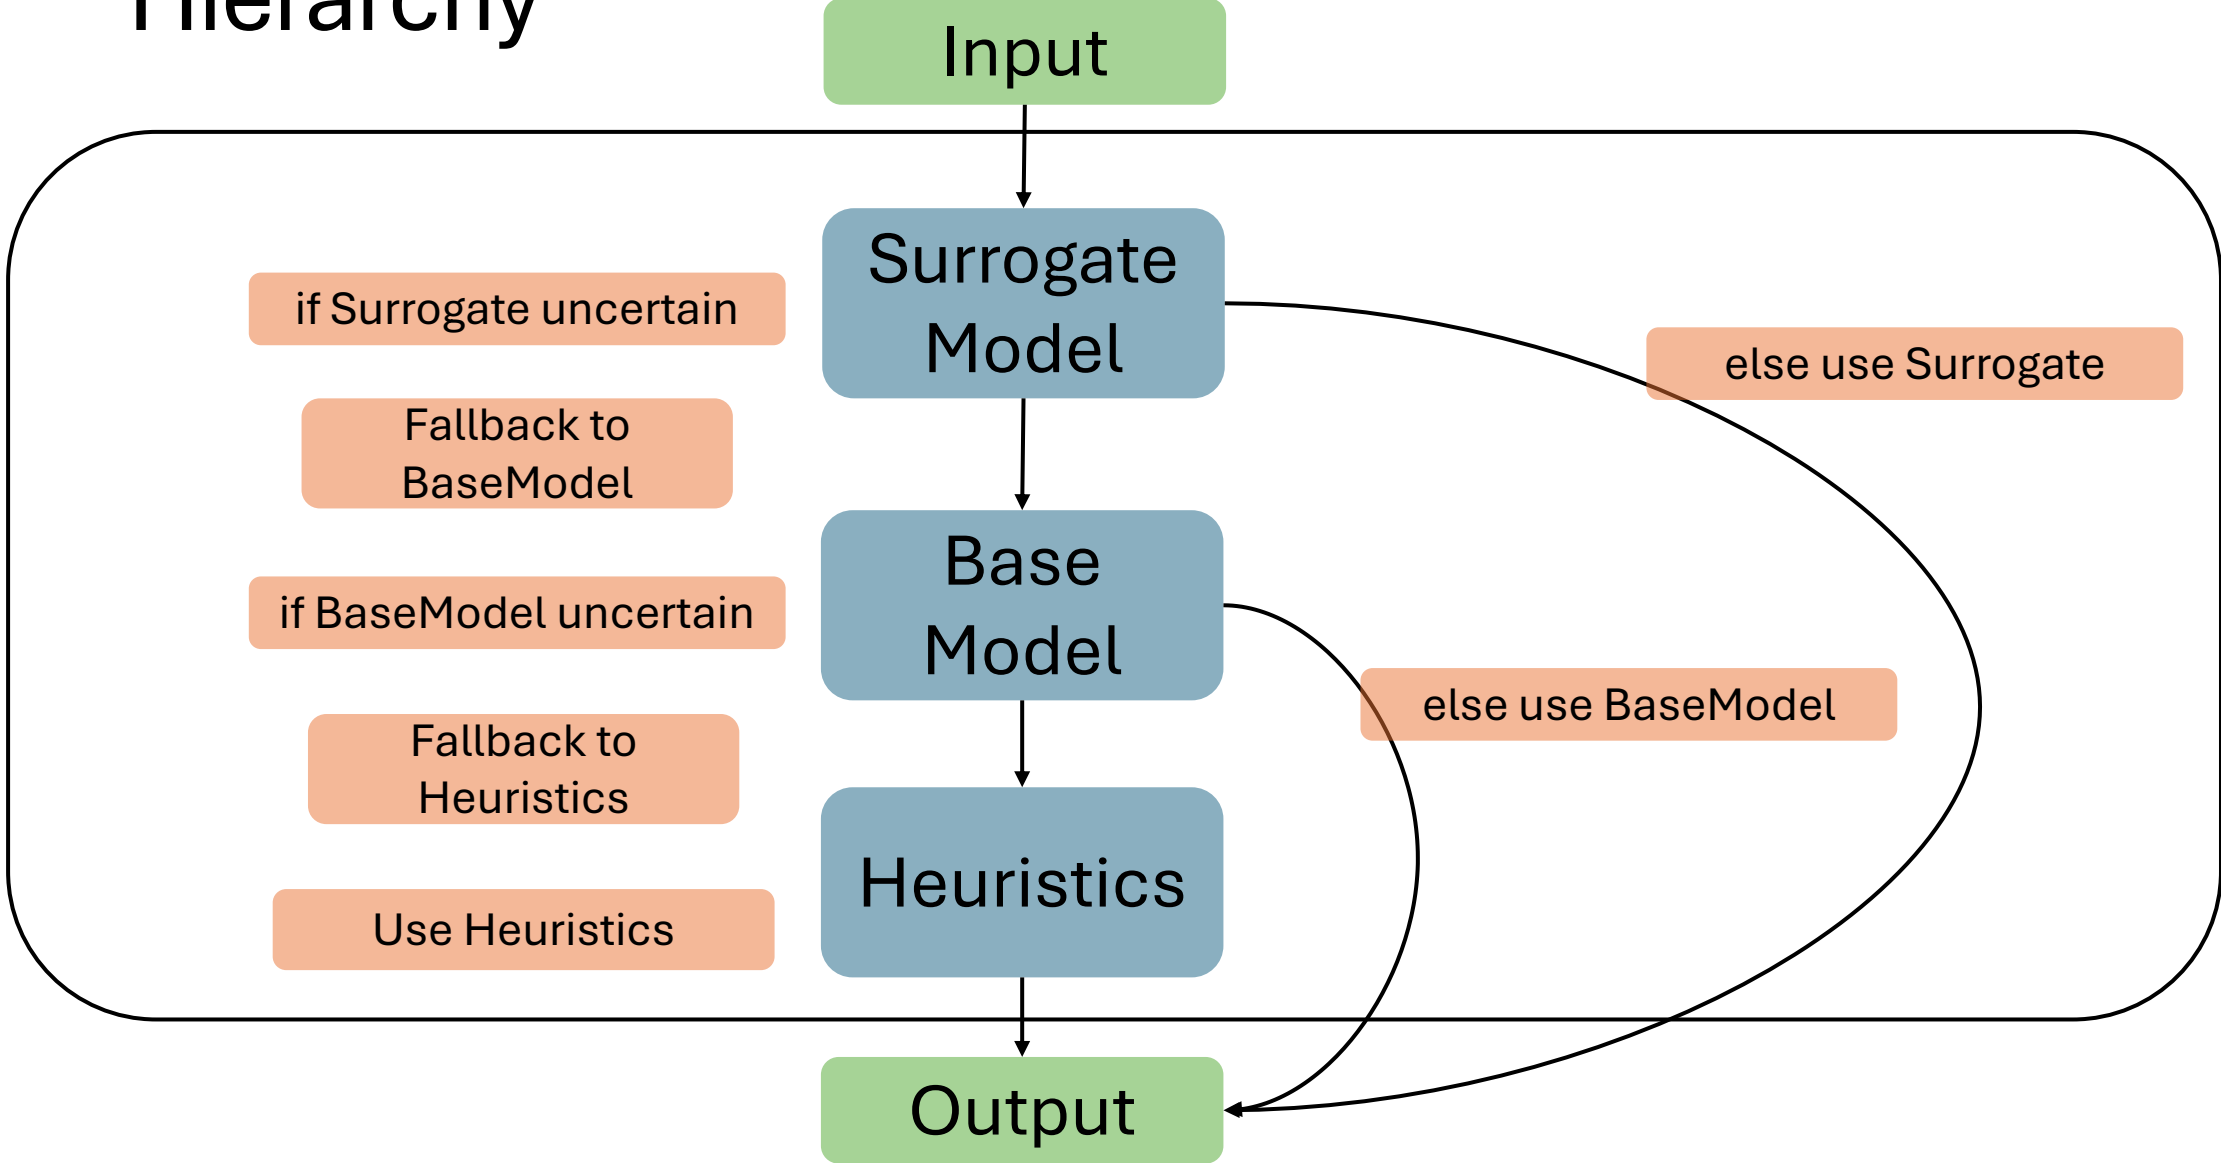 Hierarchy
Input
Surrogate
Model
if Surrogate uncertain
else use Surrogate
Fallback to
BaseModel
Base
Model
if BaseModel uncertain
else use BaseModel
Fallback to
Heuristics
Heuristics
Use Heuristics
Output